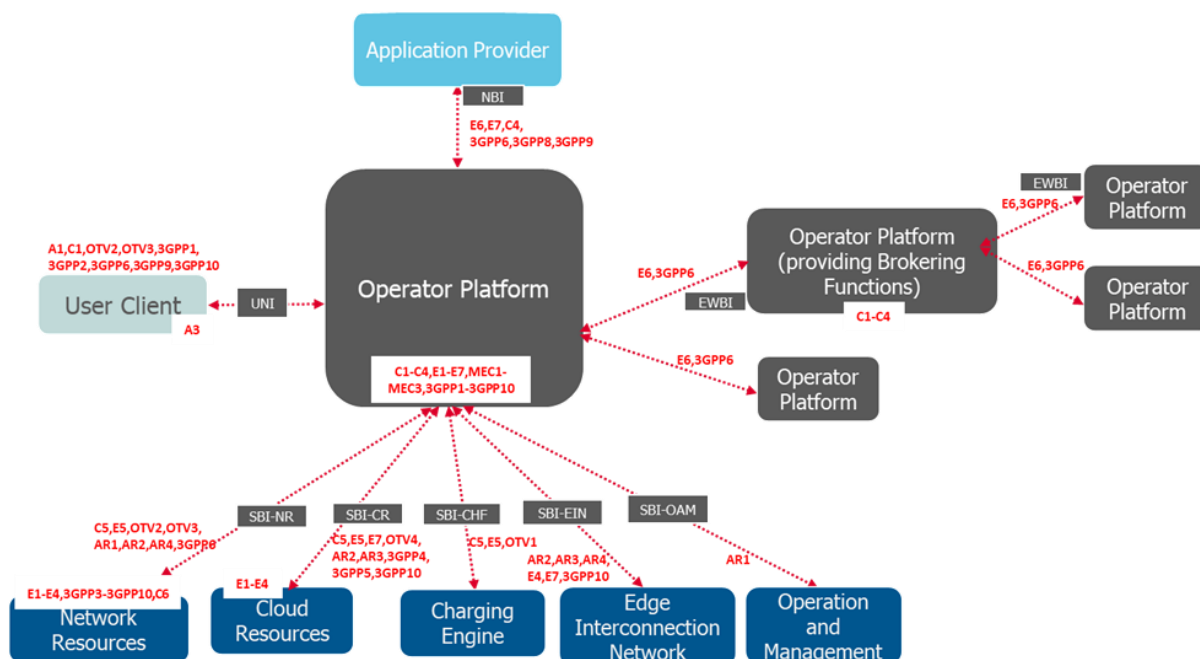 Application Provider
NBI
E6,E7,C4,
3GPP6,3GPP8,3GPP9
EWBI
Operator
Platform
E6,3GPP6
Operator Platform
(providing Brokering
Functions)
C1-C4
E6,3GPP6
Operator
Platform
A1,C1,OTV2,OTV3,3GPP1,
3GPP2,3GPP6,3GPP9,3GPP10
User Client
A3
UNI
Operator Platform
E6,3GPP6
EWBI
C1-C4,E1-E7,MEC1-
MEC3,3GPP1-3GPP10
E6,3GPP6
Operator
Platform
SBI-NR
SBI-CR
SBI-CHF
SBI-EIN
SBI-OAM
C5,E5,OTV2,OTV3,
AR1,AR2,AR4,3GPP6
C5,E5,E7,OTV4,
AR2,AR3,3GPP4,
3GPP5,3GPP10
C5,E5,OTV1
AR2,AR3,AR4,
E4,E7,3GPP10
AR1
E1-E4,3GPP3-3GPP10,C6
Network
Resources
E1-E4
Cloud
Resources
Charging
Engine
Edge
Interconnection
Network
Operation
and
Management